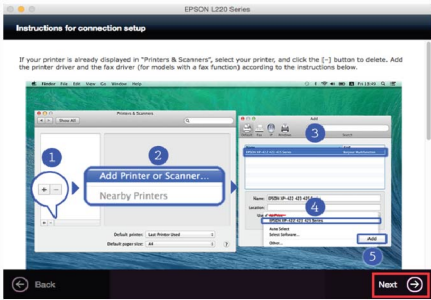 EPSON L220 Series
Instructions for connection setup
If your printer is already displayed in "Printers & Scanners", select your printer, and click the [-] button to delete. Add
the printer driver and the fax driver (for models with a fax function) according to the instructions below.
Finder File Edit View Go Window Help
Printers & Scanners
Show All
Add
1
2
3
Add Printer or Scanner...
Nearby Printers
+ -
Default printer: Last Printer Used
Default paper size: A4
Name: EPSON
Location:
Use
4
Auto Select
Select Software...
Other...
Add
5
Back
Next